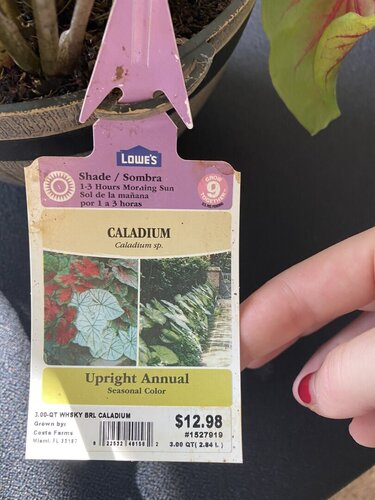 LOWE'S
Shade / Sombra
1-3 Hours Morning Sun
Sol de la mañana
por 1 a 3 horas
GROW
9
TOGETHER
CALADIUM
Caladium sp.
Upright Annual
Seasonal Color
3.00-QT WHSKY BRL CALADIUM
Grown by:
Costa Farms
Miami, FL 35187
$12.98
#1527919
3.00 QT( 2.84 L )